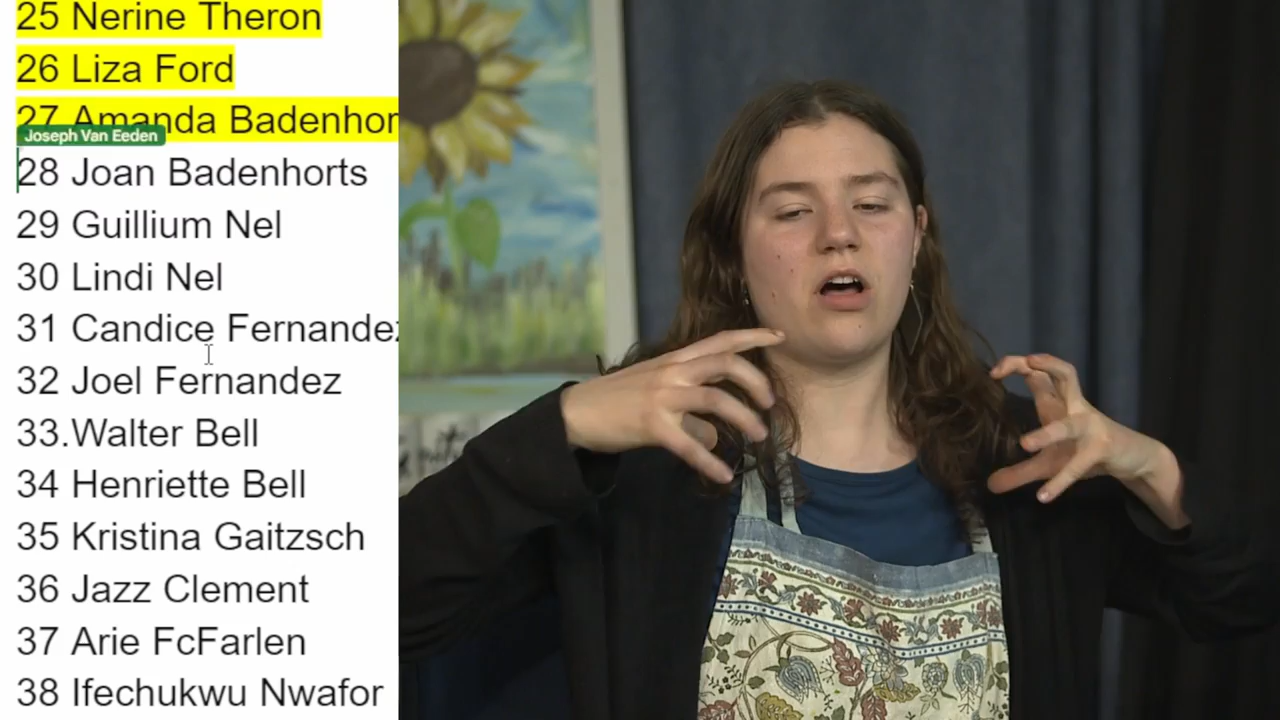 25 Nerine Theron
26 Liza Ford
27 Amanda Badenhor
Joseph Van Eeden
28 Joan Badenhorts
29 Guillium Nel
30 Lindi Nel
31 Candice Fernandez
32 Joel Fernandez
33.Walter Bell
34 Henriette Bell
35 Kristina Gaitzsch
36 Jazz Clement
37 Arie FcFarlen
38 Ifechukwu Nwafor